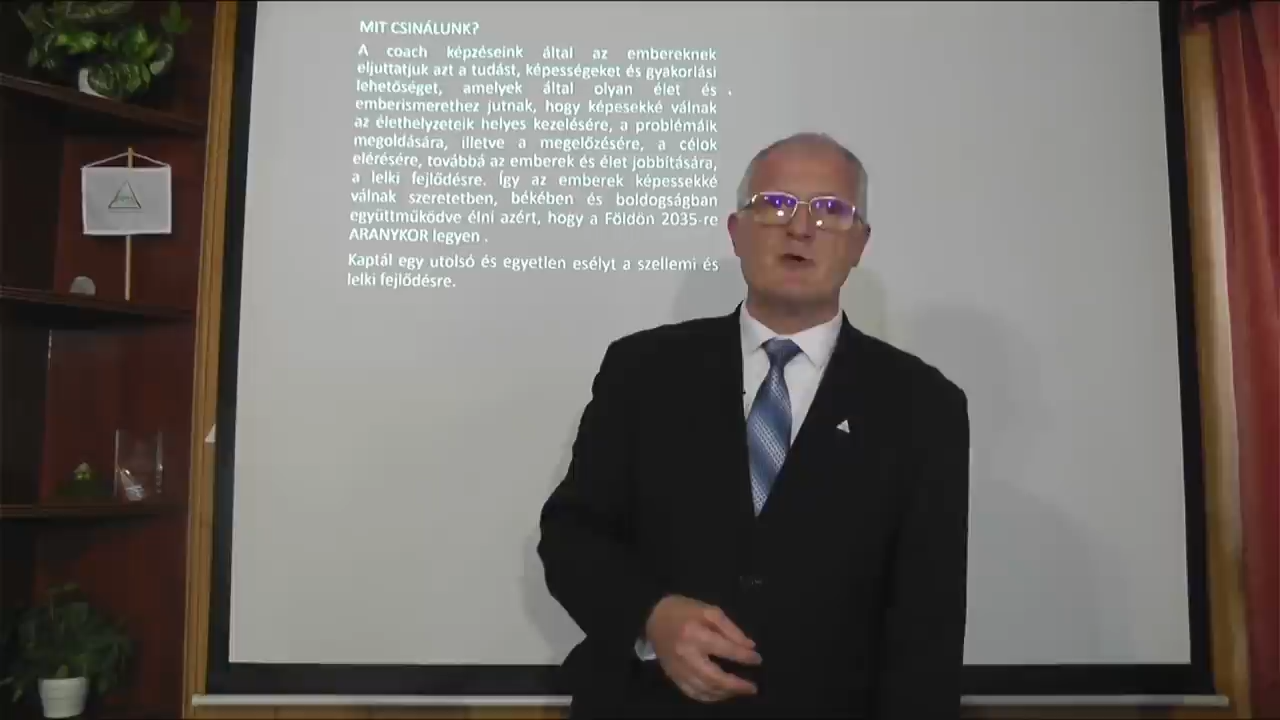 MIT CSINÁLUNK?
A coach képzéseink által az embereknek
eljuttatjuk azt a tudást, képességeket és gyakorlási
lehetőséget, amelyek által olyan élet és
emberismerethez jutnak, hogy képesekké válnak
az élethelyzeteik helyes kezelésére, a problémáik
megoldására, illetve a megelőzésére, a célok
elérésére, továbbá az emberek és élet jobbítására,
a lelki fejlődésre. Így az emberek képessekké
válnak szeretetben, békében és boldogságban
együttműködve élni azért, hogy a Földön 2035-re
ARANYKOR legyen .
Kaptál egy utolsó és egyetlen esélyt a szellemi és
lelki fejlődésre.